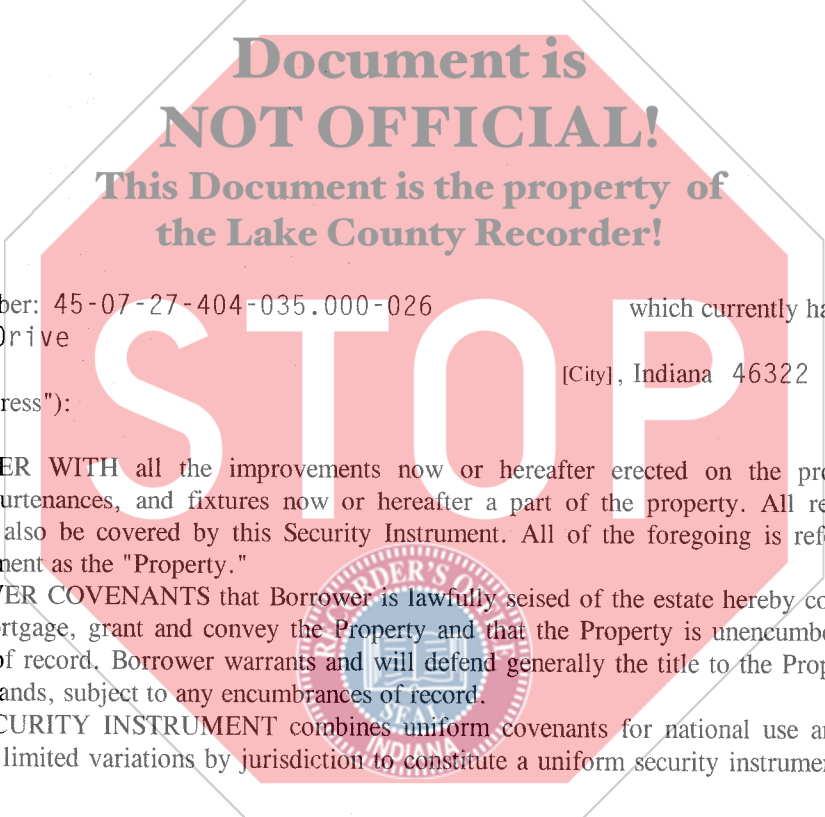 Document is
NOT OFFICIAL!
This Document is the property of
the Lake County Recorder!
ber: 45-07-27-404-035.000-026 which currently ha
Drive
[City], Indiana 46322
ress"):
STOP
ER WITH all the improvements now or hereafter erected on the pro
urtenances, and fixtures now or hereafter a part of the property. All re
also be covered by this Security Instrument. All of the foregoing is refe
ment as the "Property."
VER COVENANTS that Borrower is lawfully seised of the estate hereby co
ortgage, grant and convey the Property and that the Property is unencumbe
of record. Borrower warrants and will defend generally the title to the Prop
ands, subject to any encumbrances of record.
CURITY INSTRUMENT combines uniform covenants for national use an
limited variations by jurisdiction to constitute a uniform security instrumen
RECORDER'S OFFICE
SEAL
INDIANA